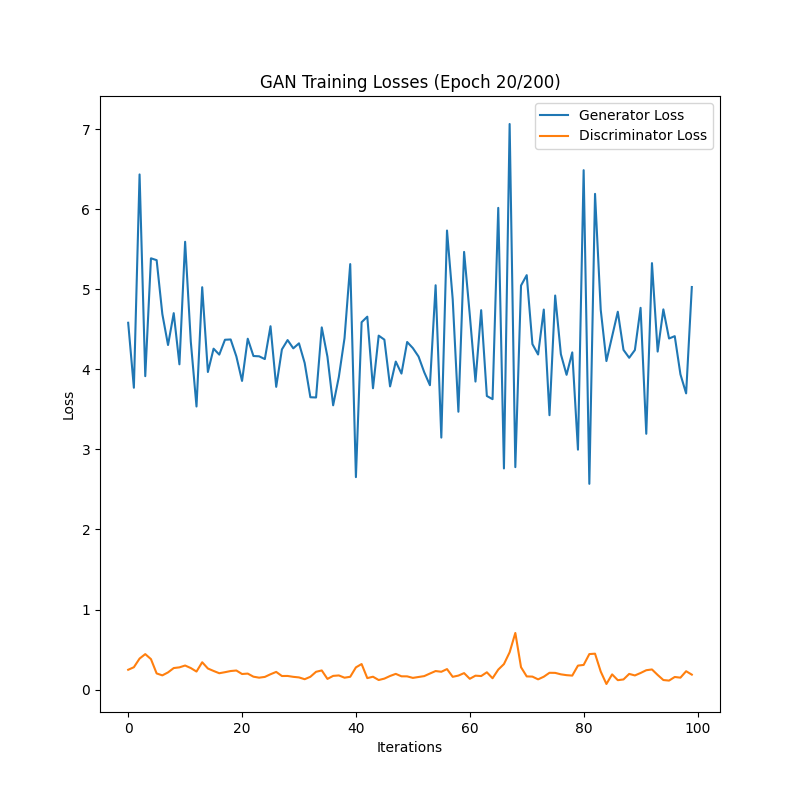 GAN Training Losses (Epoch 20/200)
Generator Loss
Discriminator Loss
7
6
5
4
3
2
1
0
Loss
0 20 40 60 80 100
Iterations